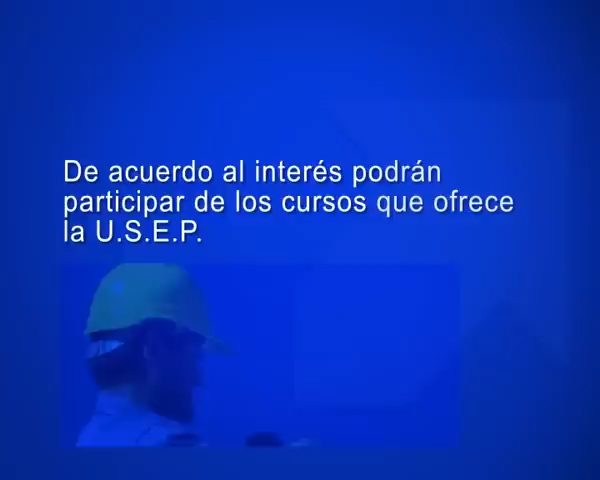 De acuerdo al interés podrán
participar de los cursos que ofrece
la U.S.E.P.